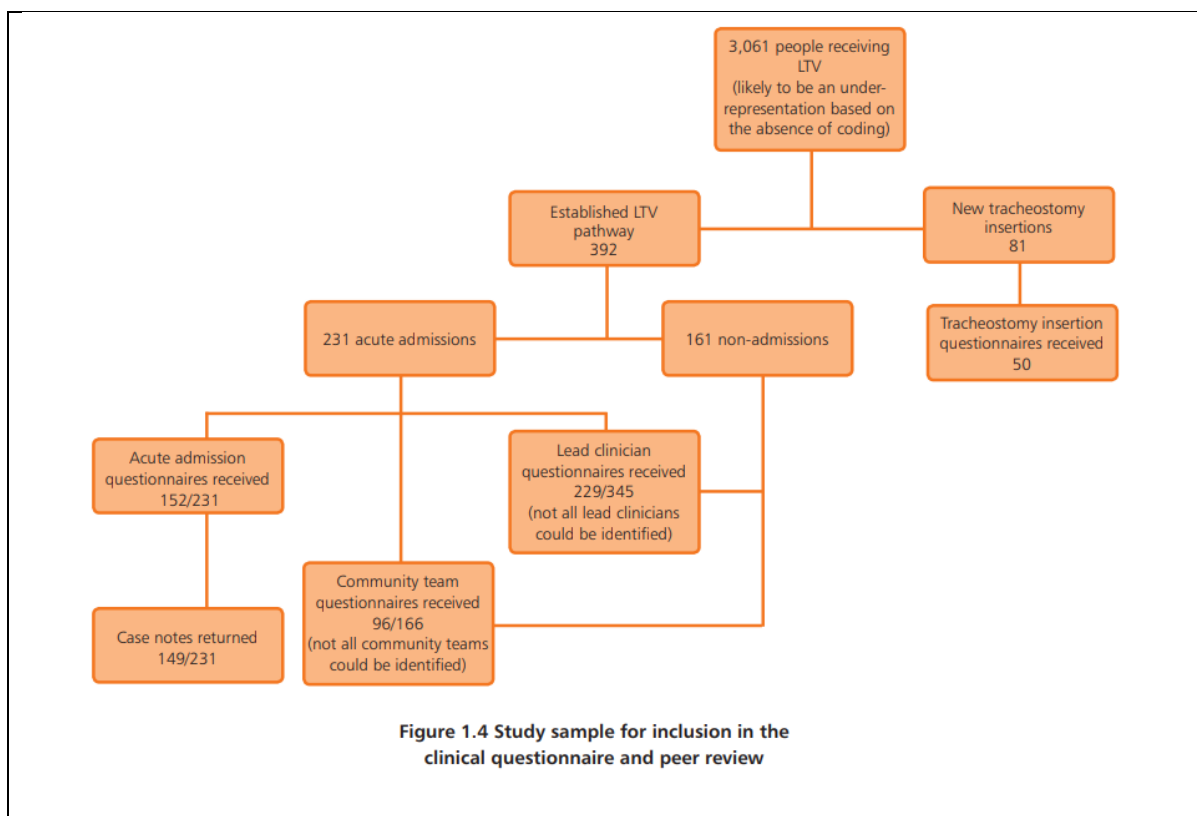 3,061 people receiving
LTV
(likely to be an under-
representation based on
the absence of coding)
Established LTV
pathway
392
New tracheostomy
insertions
81
231 acute admissions
161 non-admissions
Tracheostomy insertion
questionnaires received
50
Acute admission
questionnaires received
152/231
Lead clinician
questionnaires received
229/345
(not all lead clinicians
could be identified)
Case notes returned
149/231
Community team
questionnaires received
96/166
(not all community teams
could be identified)
Figure 1.4 Study sample for inclusion in the
clinical questionnaire and peer review